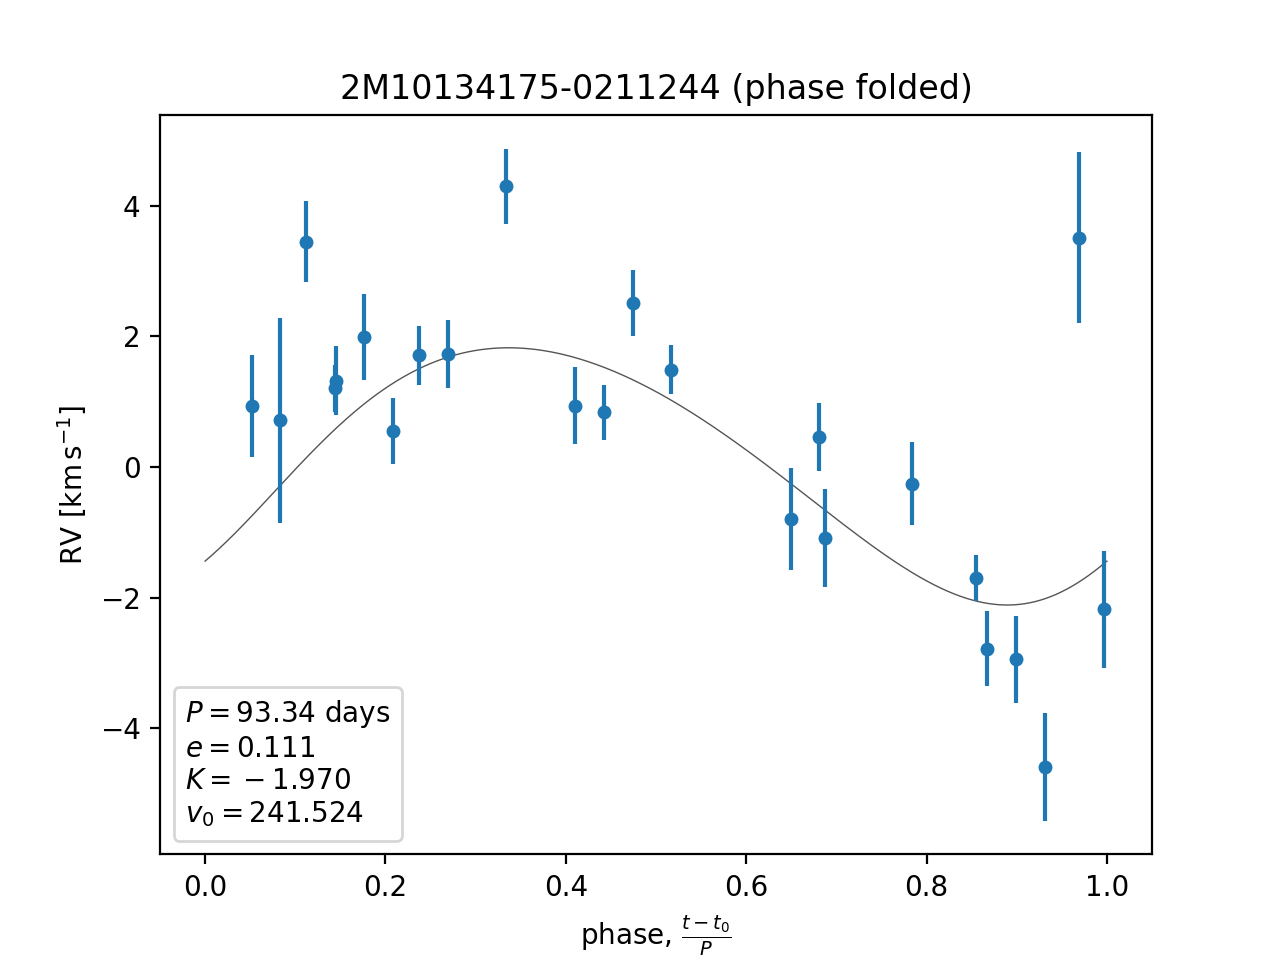 2M10134175-0211244 (phase folded)
RV [km s⁻¹]
4
2
0
−2
−4
P = 93.34 days
e = 0.111
K = −1.970
v₀ = 241.524
0.0 0.2 0.4 0.6 0.8 1.0
phase, (t − t₀)/P